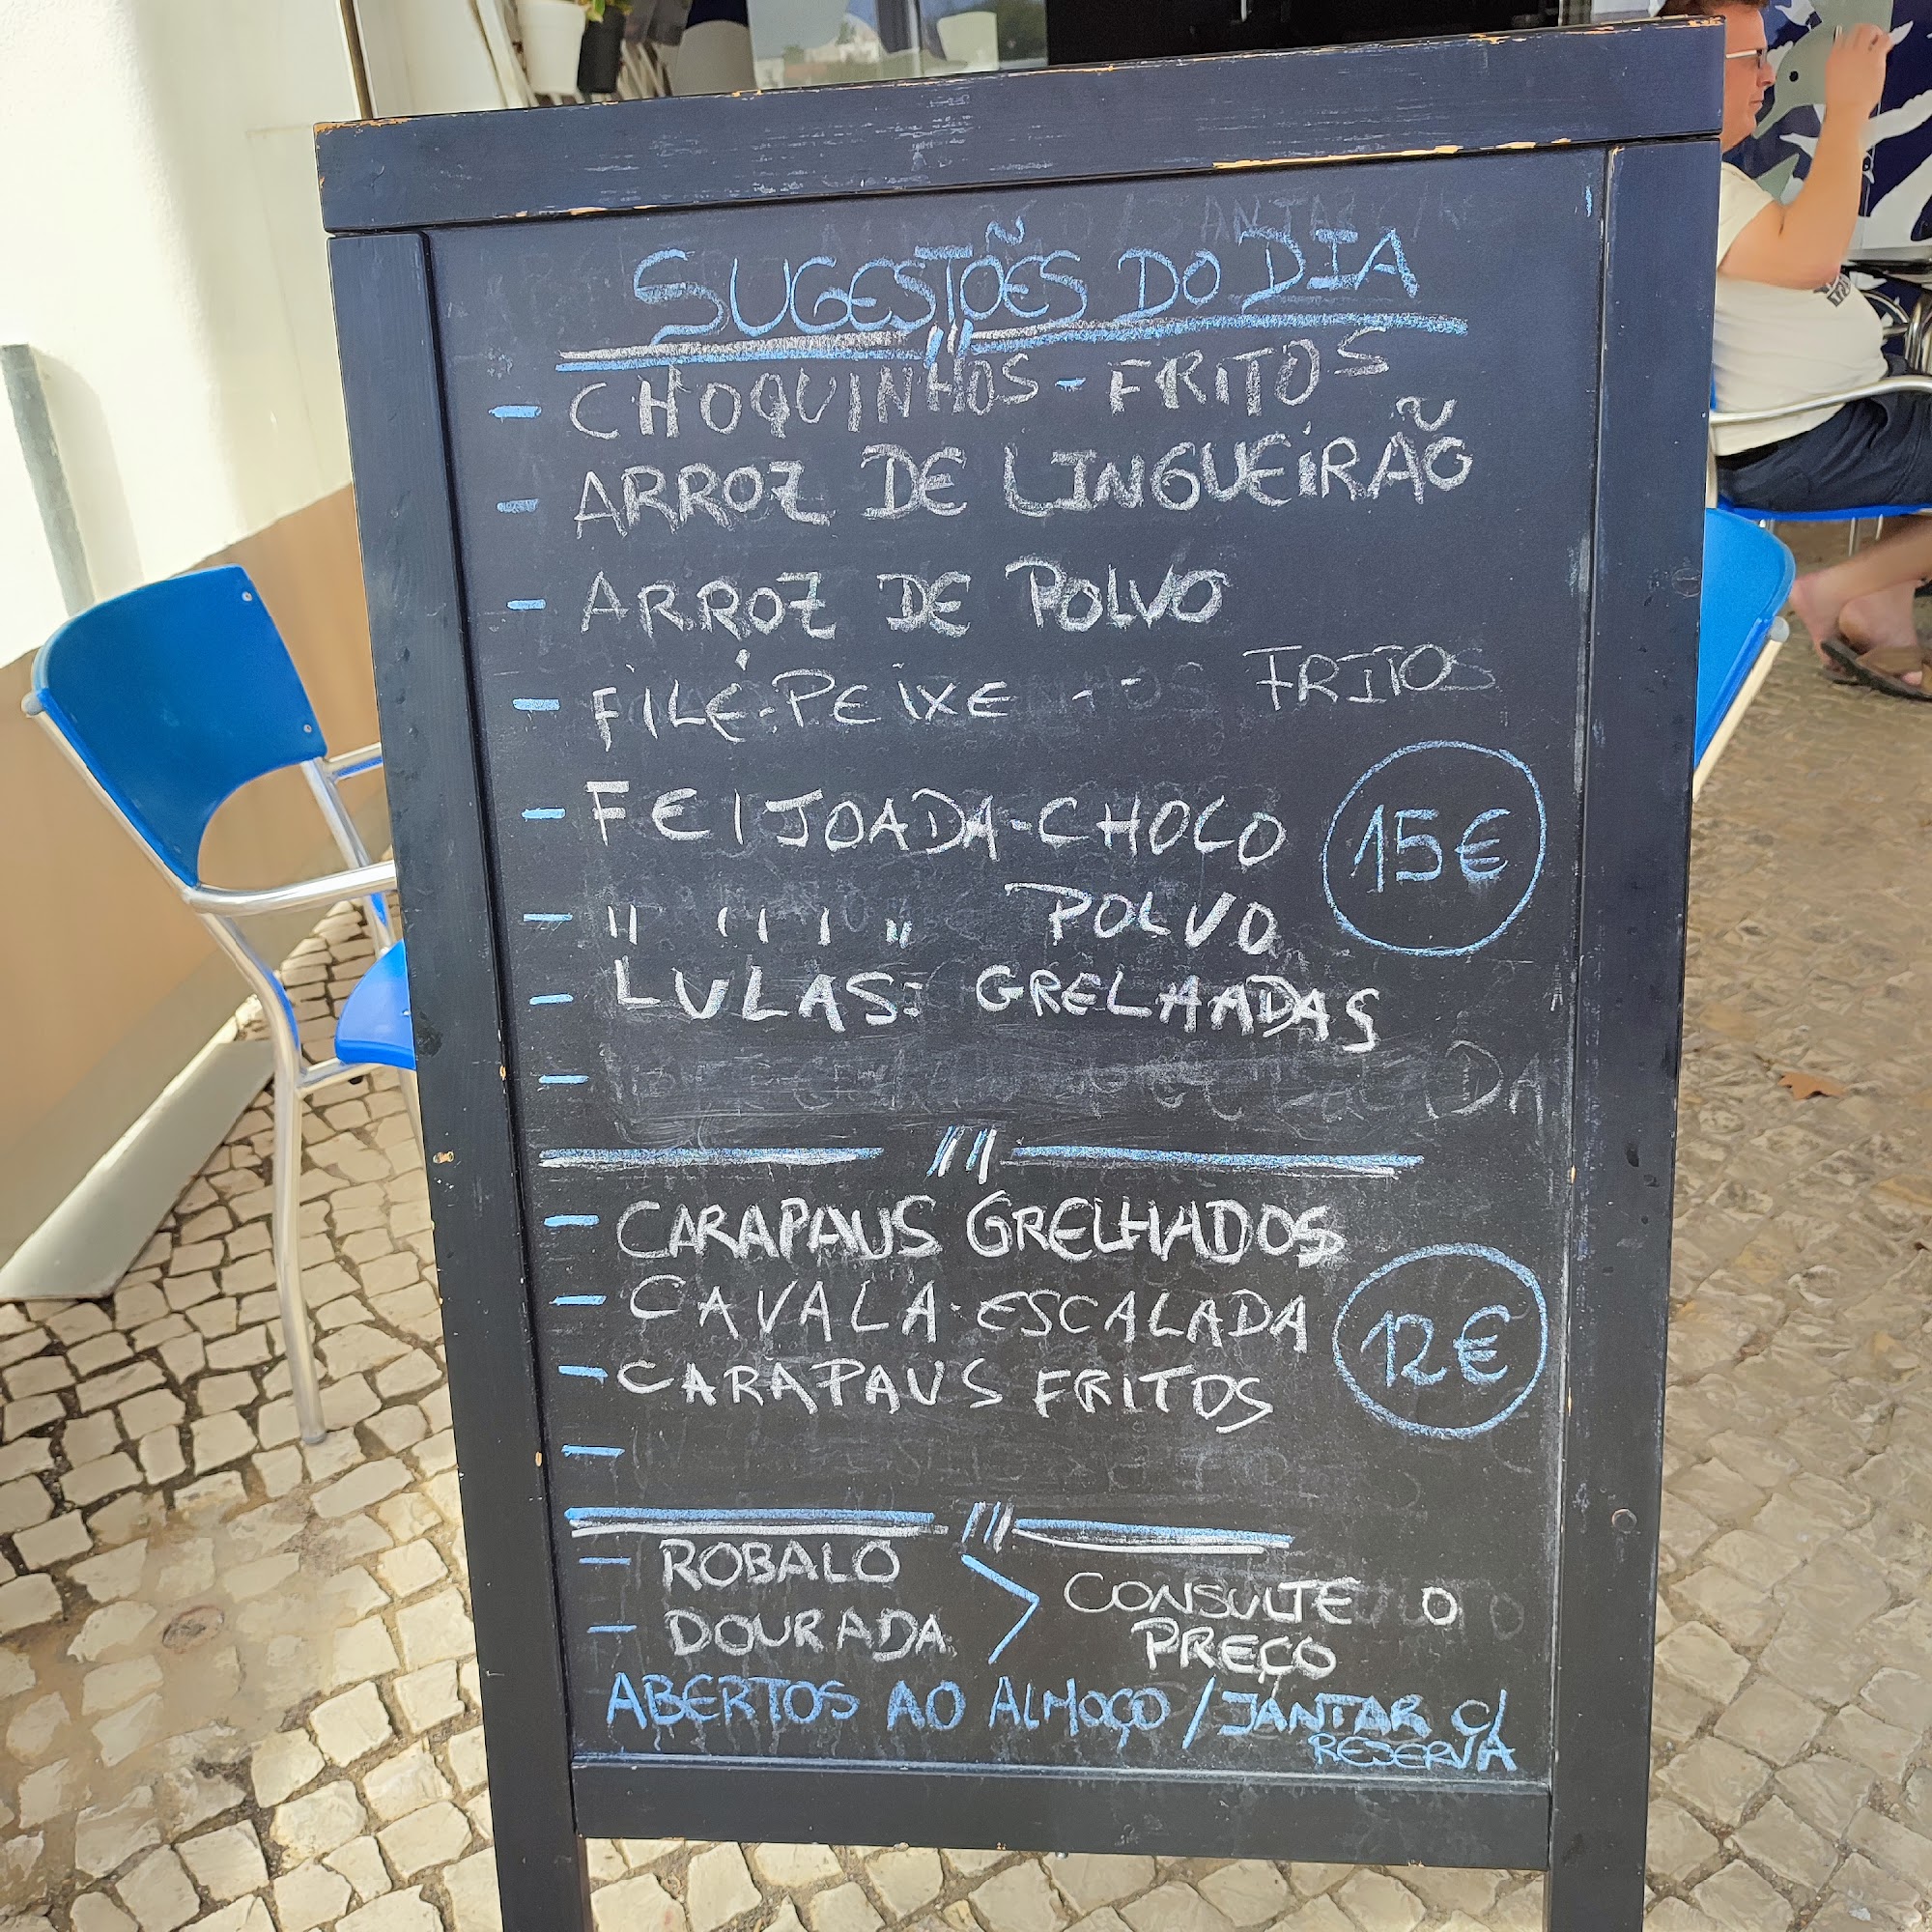 SUGESTÕES DO DIA
- CHOQUINHOS - FRITOS
- ARROZ DE LINGUEIRÃO
- ARROZ DE POLVO
- FILÉ-PEIXE -- FRITOS
- FEIJOADA-CHOCO
15€
- " " " " POLVO
- LULAS: GRELHADAS
-
- CARAPAUS GRELHADOS
- CAVALA-ESCALADA
12€
- CARAPAUS FRITOS
-
- ROBALO
- DOURADA
> CONSULTE O
PREÇO
ABERTOS AO ALMOÇO / JANTAR c/
RESERVA